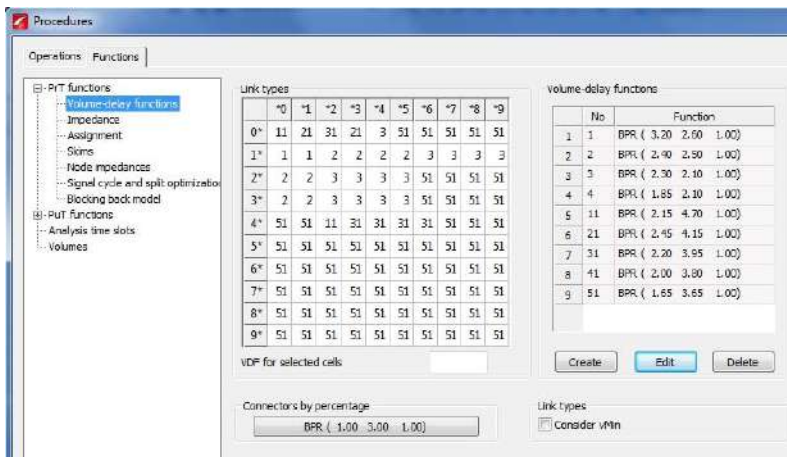 Procedures
Operations Functions
PrT functions
Volume-delay functions
Impedance
Assignment
Skims
Node impedances
Signal cycle and split optimization
Blocking back model
PuT functions
Analysis time slots
Volumes
Link types
*0 *1 *2 *3 *4 *5 *6 *7 *8 *9
0* 11 21 31 21 3 51 51 51 51 51
1* 1 1 2 2 2 2 3 3 3 3
2* 2 2 3 3 3 3 51 51 51 51
3* 2 2 3 3 3 3 51 51 51 51
4* 51 51 11 31 31 31 31 51 51 51
5* 51 51 51 51 51 51 51 51 51 51
6* 51 51 51 51 51 51 51 51 51 51
7* 51 51 51 51 51 51 51 51 51 51
8* 51 51 51 51 51 51 51 51 51 51
9* 51 51 51 51 51 51 51 51 51 51
VDF for selected cells
Volume-delay functions
No Function
1 1 BPR ( 3.20 2.60 1.00)
2 2 BPR ( 2.40 2.50 1.00)
3 3 BPR ( 2.30 2.10 1.00)
4 4 BPR ( 1.85 2.10 1.00)
5 11 BPR ( 2.15 4.70 1.00)
6 21 BPR ( 2.45 4.15 1.00)
7 31 BPR ( 2.20 3.95 1.00)
8 41 BPR ( 2.00 3.80 1.00)
9 51 BPR ( 1.65 3.65 1.00)
Create Edit Delete
Connectors by percentage
BPR ( 1.00 3.00 1.00)
Link types
Consider vMin